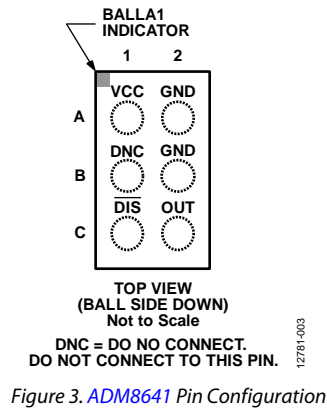 BALLA1
INDICATOR
1 2
VCC GND
A
DNC GND
B
DIS OUT
C
TOP VIEW
(BALL SIDE DOWN)
Not to Scale
DNC = DO NO CONNECT.
DO NOT CONNECT TO THIS PIN.
12781-003
Figure 3. ADM8641 Pin Configuration